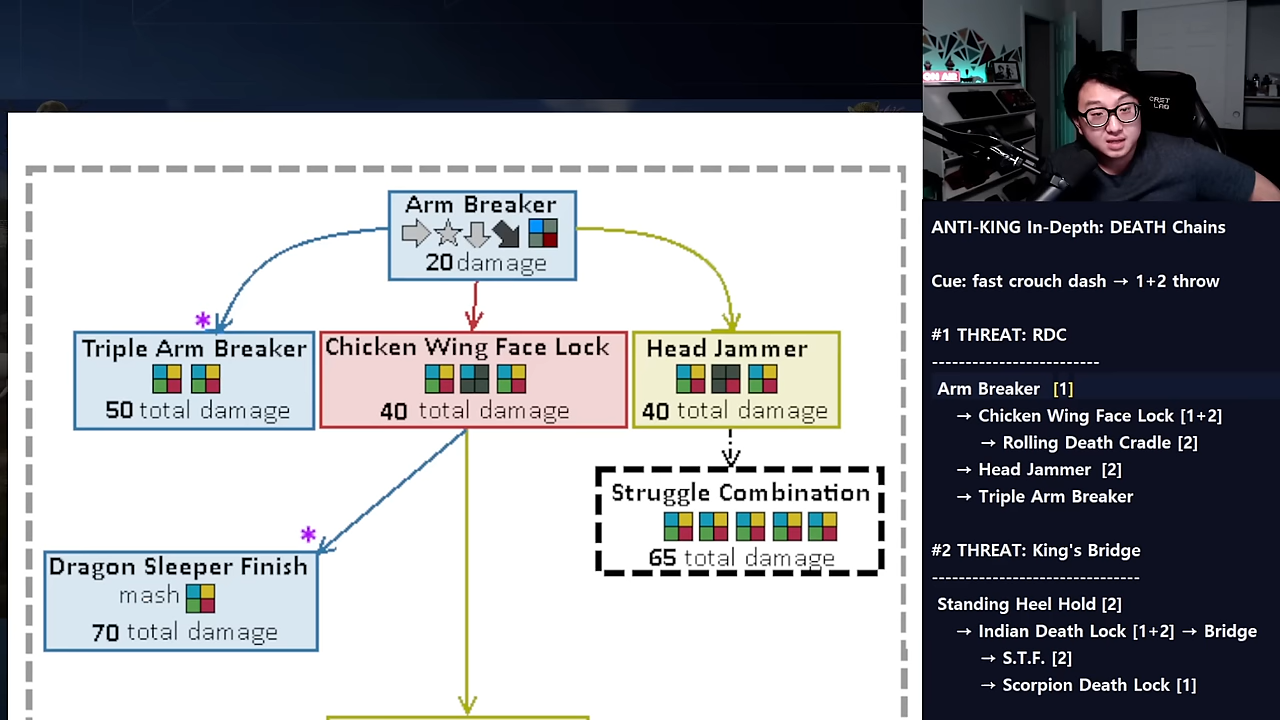 Arm Breaker
20 damage
*
Triple Arm Breaker
50 total damage
Chicken Wing Face Lock
40 total damage
Head Jammer
40 total damage
Struggle Combination
65 total damage
*
Dragon Sleeper Finish
mash
70 total damage
ON AIR
ANTI-KING In-Depth: DEATH Chains
Cue: fast crouch dash → 1+2 throw
#1 THREAT: RDC
-------------------------
Arm Breaker [1]
→ Chicken Wing Face Lock [1+2]
→ Rolling Death Cradle [2]
→ Head Jammer [2]
→ Triple Arm Breaker
#2 THREAT: King's Bridge
-------------------------------
Standing Heel Hold [2]
→ Indian Death Lock [1+2] → Bridge
→ S.T.F. [2]
→ Scorpion Death Lock [1]